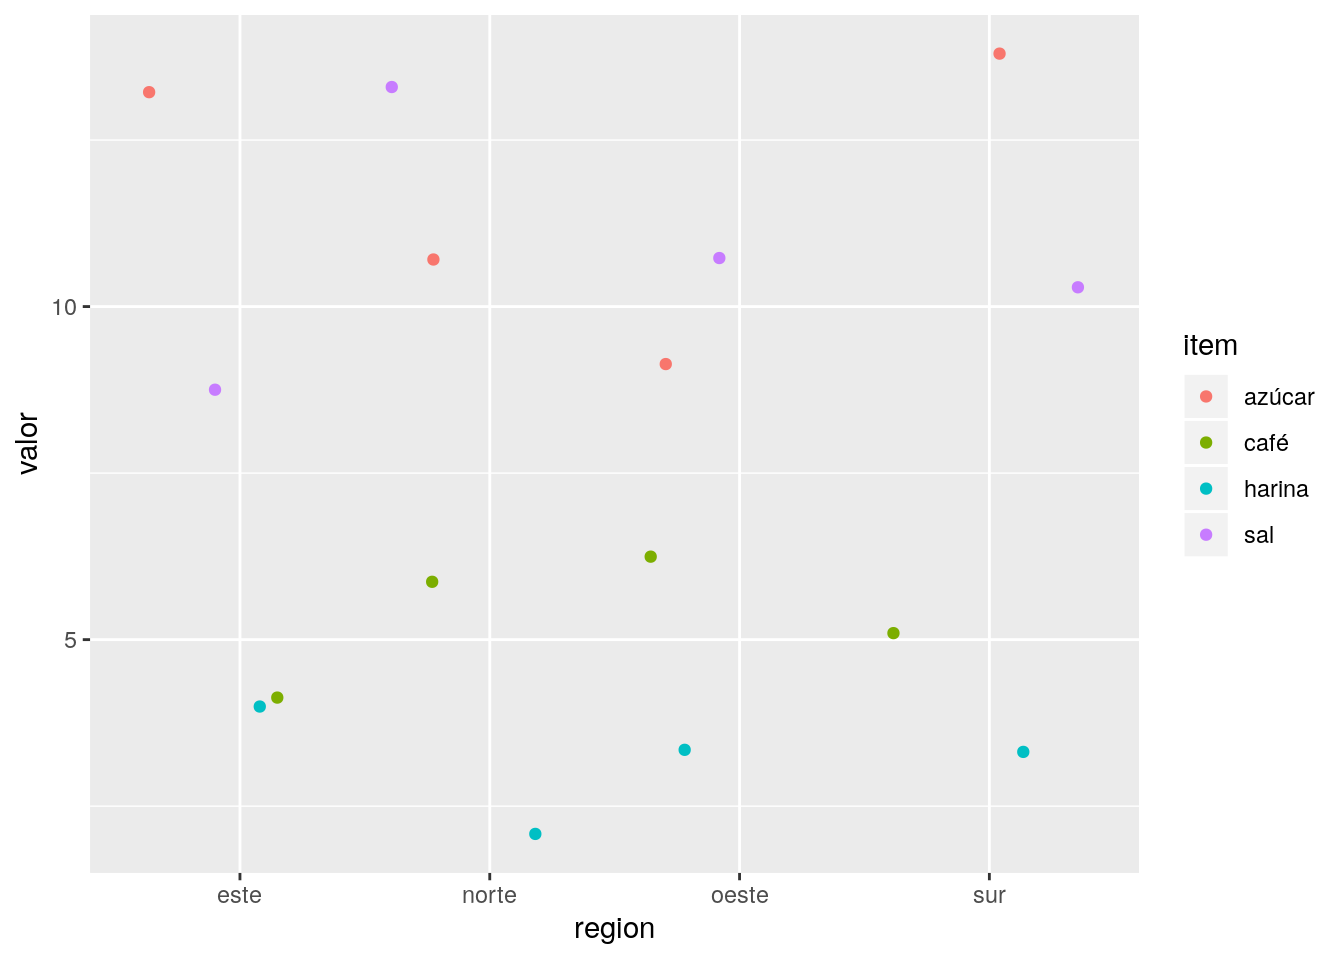 valor
10
5
este
norte
oeste
sur
region
item
azúcar
café
harina
sal